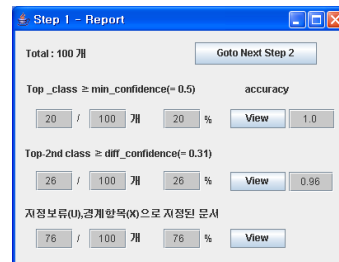 Step 1 - Report
Total : 100 개 Goto Next Step 2
Top _class ≥ min_confidence(= 0.5) accuracy
20 / 100 개 20 % View 1.0
Top-2nd class ≥ diff_confidence(= 0.31)
26 / 100 개 26 % View 0.96
지정보류(U),경계항목(X)으로 지정된 문서
76 / 100 개 76 % View